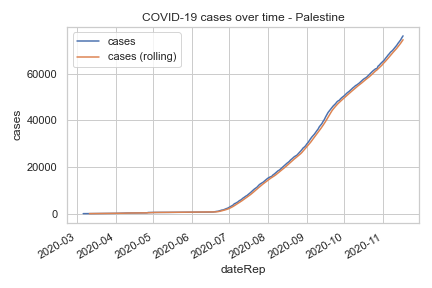 COVID-19 cases over time - Palestine
cases
cases (rolling)
60000
40000
20000
0
cases
2020-03
2020-04
2020-05
2020-06
2020-07
2020-08
2020-09
2020-10
2020-11
dateRep